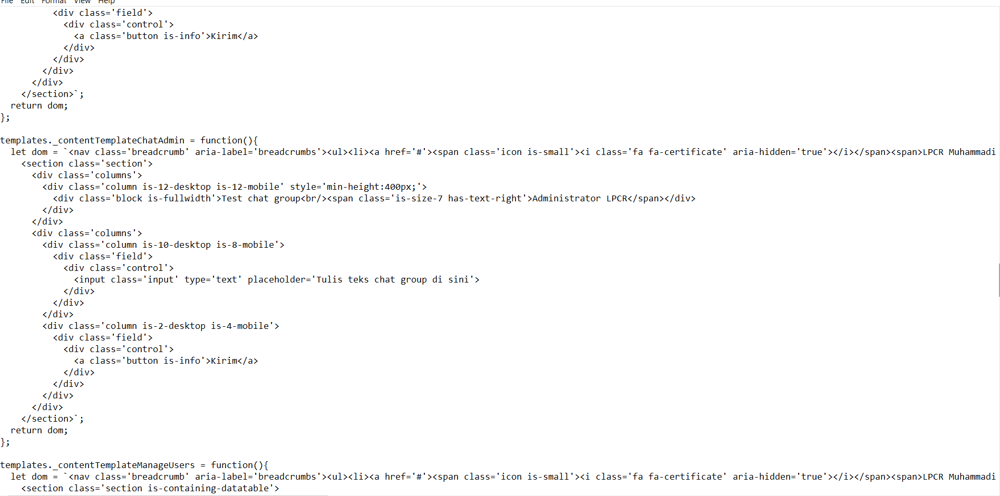 File Edit Format View Help
<div class='field'>
<div class='control'>
<a class='button is-info'>Kirim</a>
</div>
</div>
</div>
</div>
</section>`;
return dom;
};
templates._contentTemplateChatAdmin = function(){
let dom = `<nav class='breadcrumb' aria-label='breadcrumbs'><ul><li><a href='#'><span class='icon is-small'><i class='fa fa-certificate' aria-hidden='true'></i></span><span>LPCR Muhammadi
<section class='section'>
<div class='columns'>
<div class='column is-12-desktop is-12-mobile' style='min-height:400px;'>
<div class='block is-fullwidth'>Test chat group<br/><span class='is-size-7 has-text-right'>Administrator LPCR</span></div>
</div>
</div>
<div class='columns'>
<div class='column is-10-desktop is-8-mobile'>
<div class='field'>
<div class='control'>
<input class='input' type='text' placeholder='Tulis teks chat group di sini'>
</div>
</div>
</div>
<div class='column is-2-desktop is-4-mobile'>
<div class='field'>
<div class='control'>
<a class='button is-info'>Kirim</a>
</div>
</div>
</div>
</div>
</section>`;
return dom;
};
templates._contentTemplateManageUsers = function(){
let dom = `<nav class='breadcrumb' aria-label='breadcrumbs'><ul><li><a href='#'><span class='icon is-small'><i class='fa fa-certificate' aria-hidden='true'></i></span><span>LPCR Muhammadi
<section class='section is-containing-datatable'>